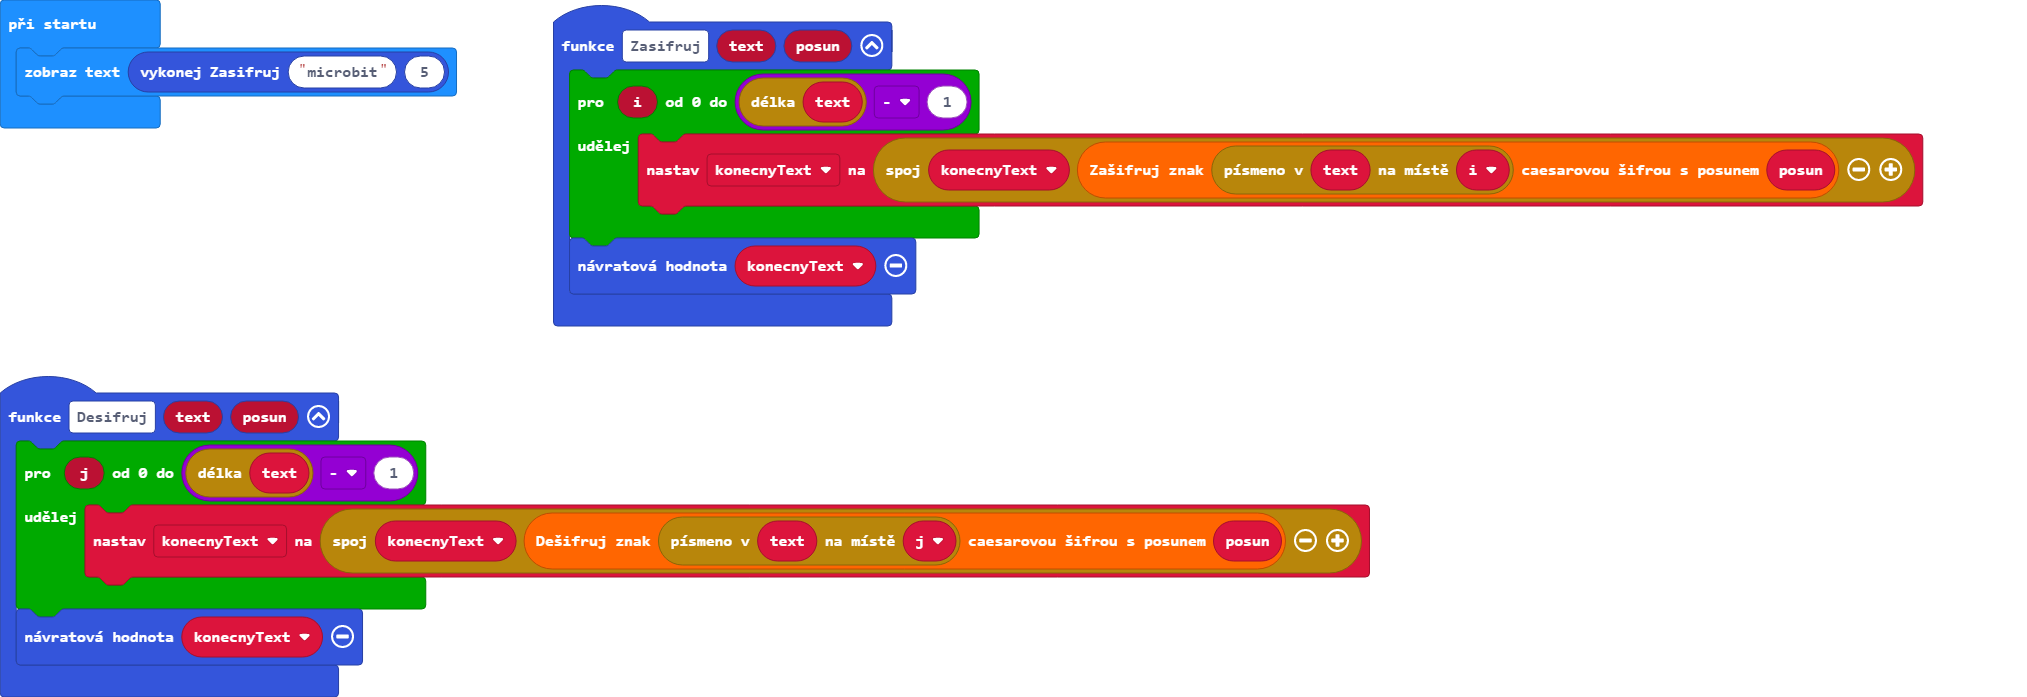 při startu
zobraz text vykonej Zasifruj "microbit" 5
funkce Zasifruj text posun
pro i od 0 do délka text - 1
udělej
nastav konecnyText na spoj konecnyText Zašifruj znak písmeno v text na místě i caesarovou šifrou s posunem posun
návratová hodnota konecnyText
funkce Desifruj text posun
pro j od 0 do délka text - 1
udělej
nastav konecnyText na spoj konecnyText Dešifruj znak písmeno v text na místě j caesarovou šifrou s posunem posun
návratová hodnota konecnyText